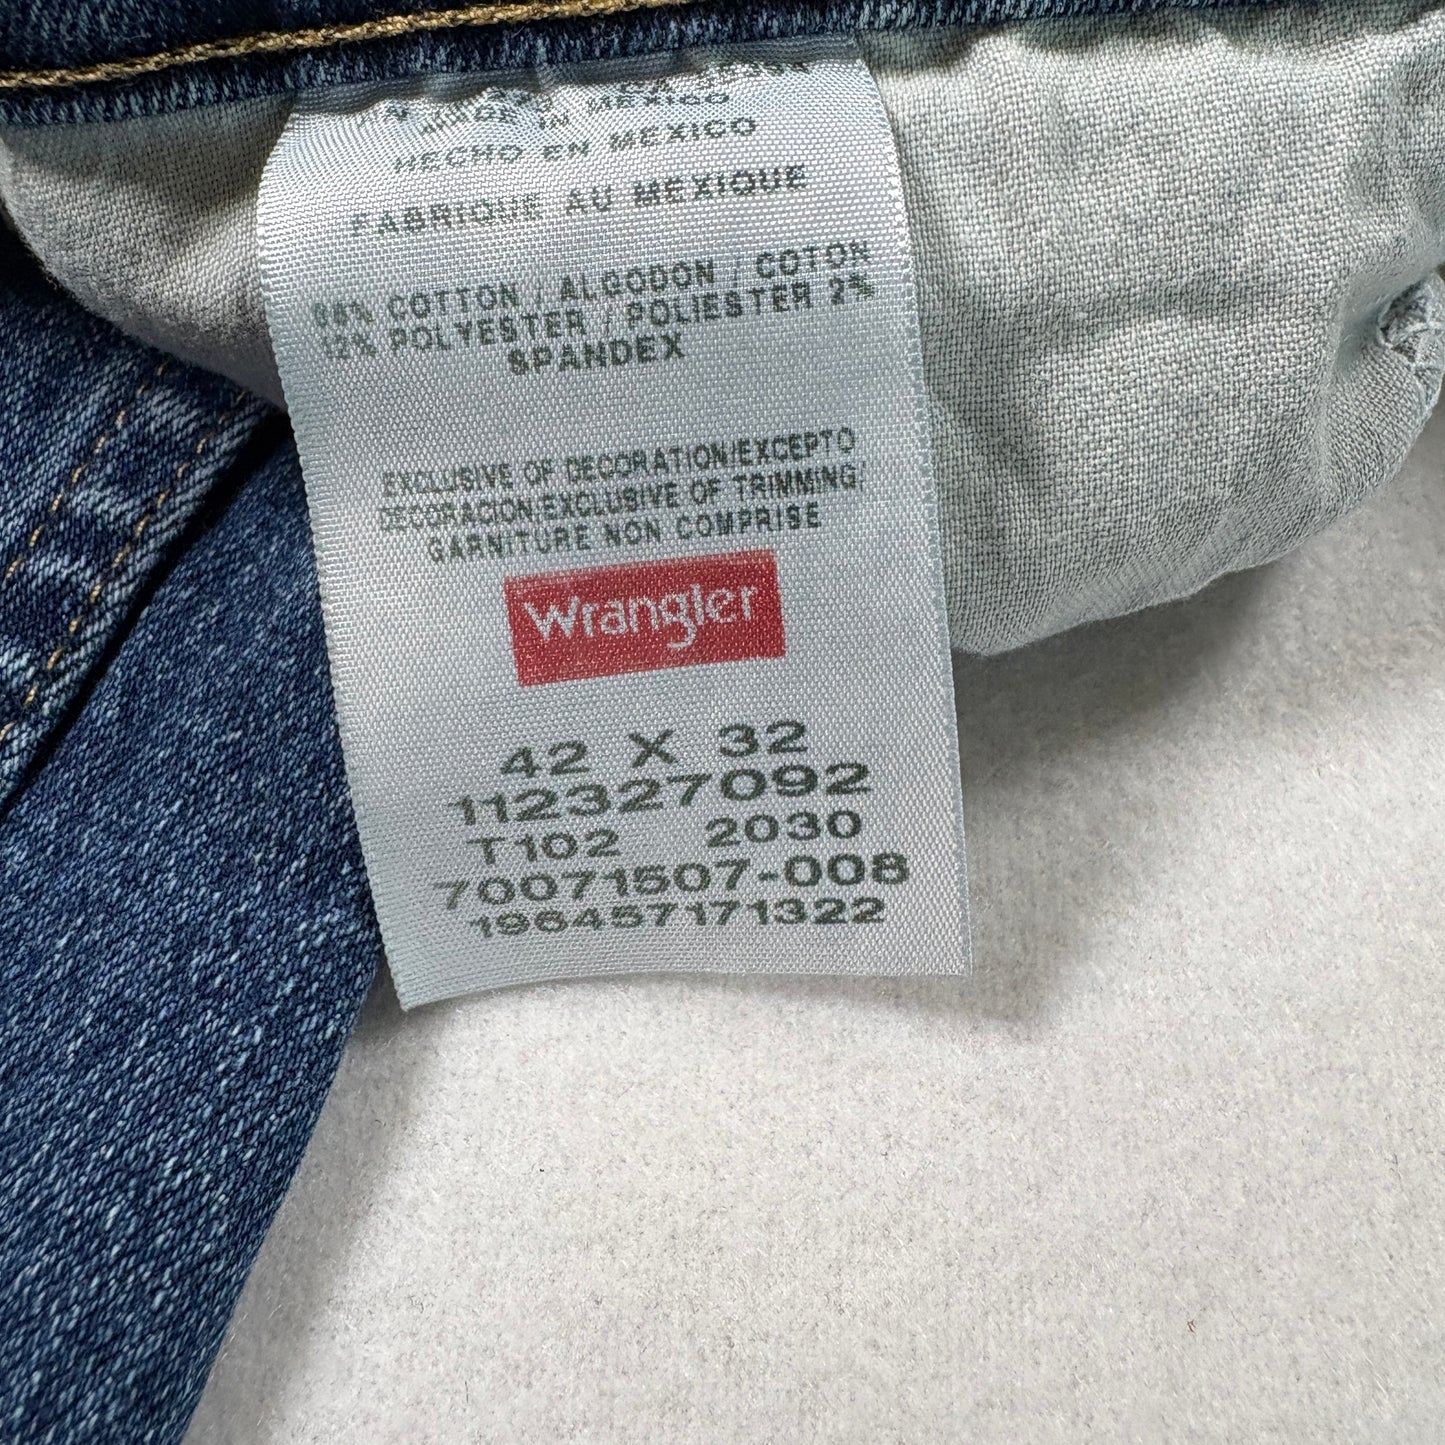 MADE IN MEXICO
HECHO EN MEXICO
FABRIQUE AU MEXIQUE
COTTON / ALGODON / COTON
12% POLYESTER / POLIESTER 2%
SPANDEX
EXCLUSIVE OF DECORATION/EXCEPTO
DECORACION/EXCLUSIVE OF TRIMMING/
GARNITURE NON COMPRISE
Wrangler
42 X 32
112327092
T102 2030
70071507-008
196457171322